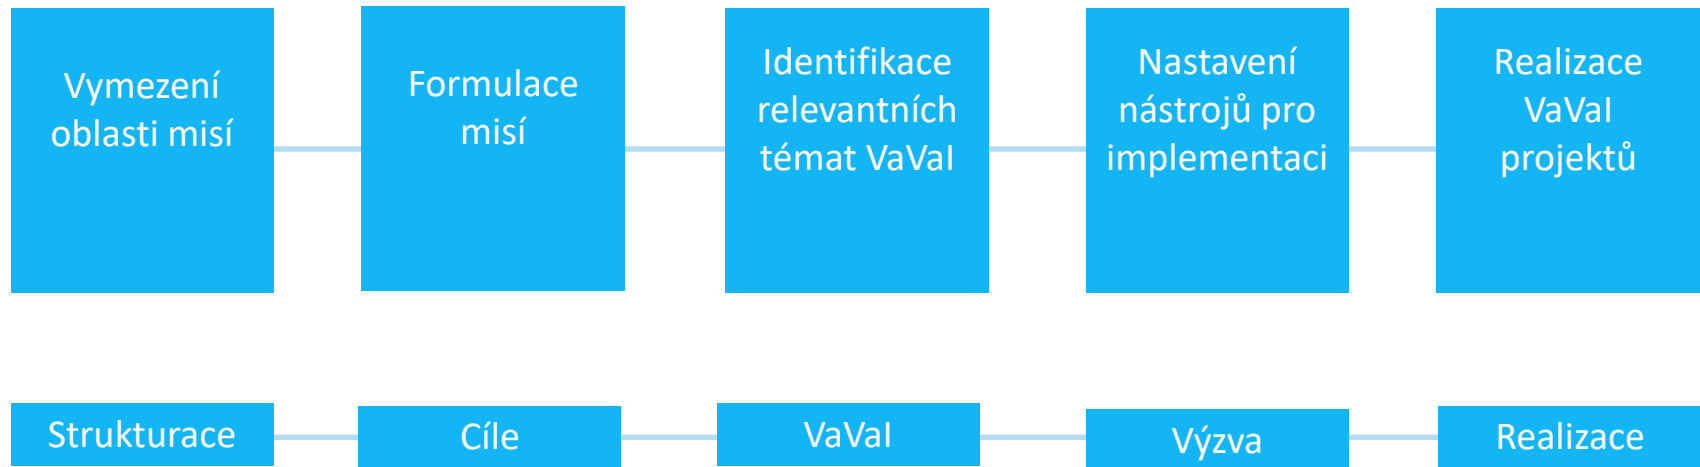 Vymezení
oblasti misí
Formulace
misí
Identifikace
relevantních
témat VaVaI
Nastavení
nástrojů pro
implementaci
Realizace
VaVaI
projektů
Strukturace
Cíle
VaVaI
Výzva
Realizace